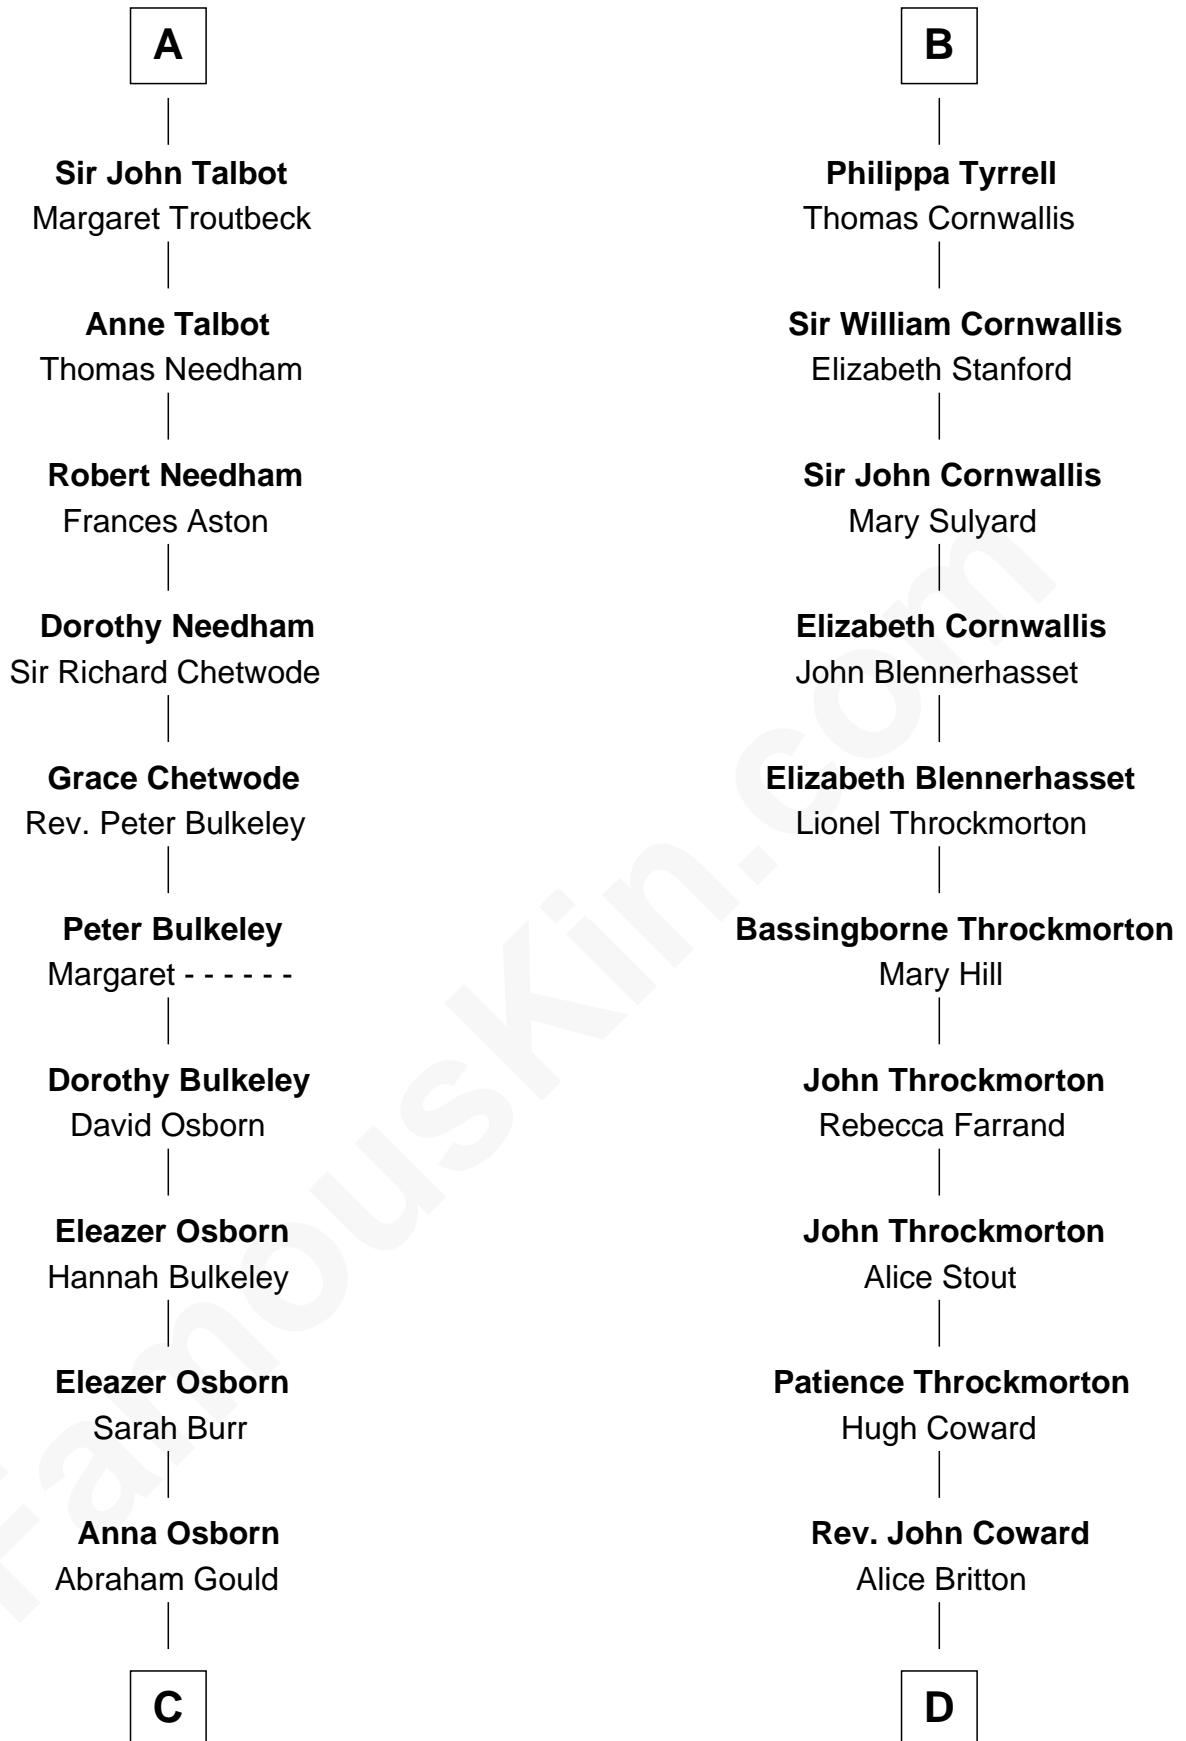 A
Sir John Talbot
Margaret Troutbeck
Anne Talbot
Thomas Needham
Robert Needham
Frances Aston
Dorothy Needham
Sir Richard Chetwode
Grace Chetwode
Rev. Peter Bulkeley
Peter Bulkeley
Margaret - - - - - -
Dorothy Bulkeley
David Osborn
Eleazer Osborn
Hannah Bulkeley
Eleazer Osborn
Sarah Burr
Anna Osborn
Abraham Gould
C
B
Philippa Tyrrell
Thomas Cornwallis
Sir William Cornwallis
Elizabeth Stanford
Sir John Cornwallis
Mary Sulyard
Elizabeth Cornwallis
John Blennerhasset
Elizabeth Blennerhasset
Lionel Throckmorton
Bassingborne Throckmorton
Mary Hill
John Throckmorton
Rebecca Farrand
John Throckmorton
Alice Stout
Patience Throckmorton
Hugh Coward
Rev. John Coward
Alice Britton
D
FamousKin.com